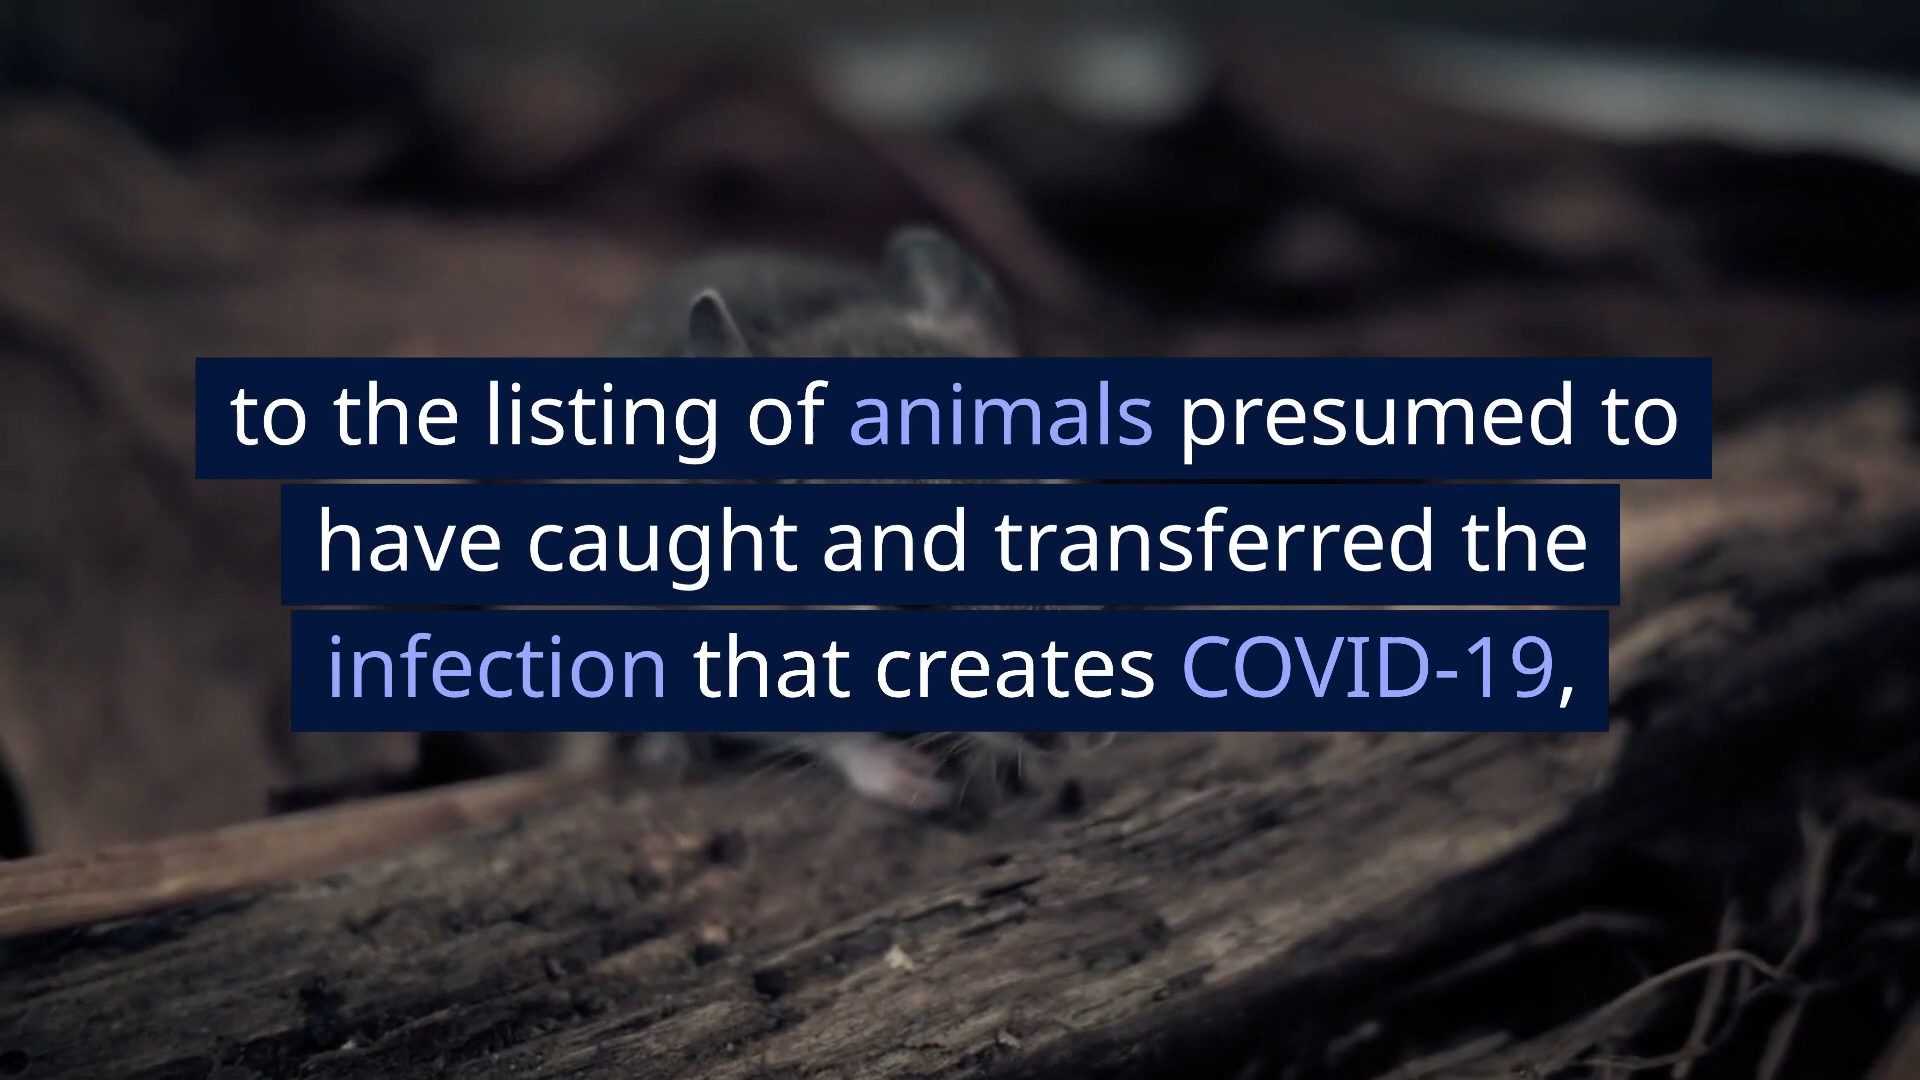 to the listing of animals presumed to
have caught and transferred the
infection that creates COVID-19,